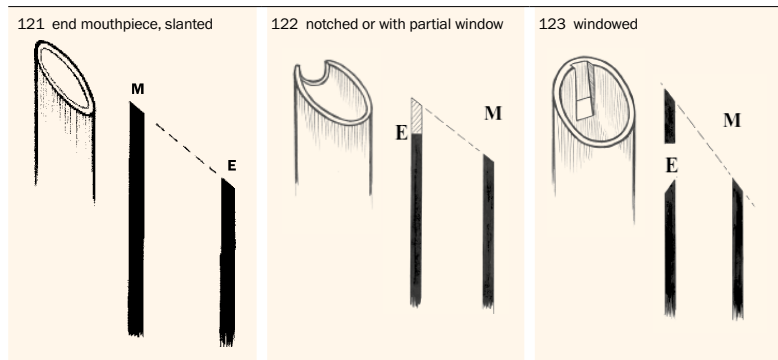 121 end mouthpiece, slanted
M
E
122 notched or with partial window
E
M
123 windowed
M
E